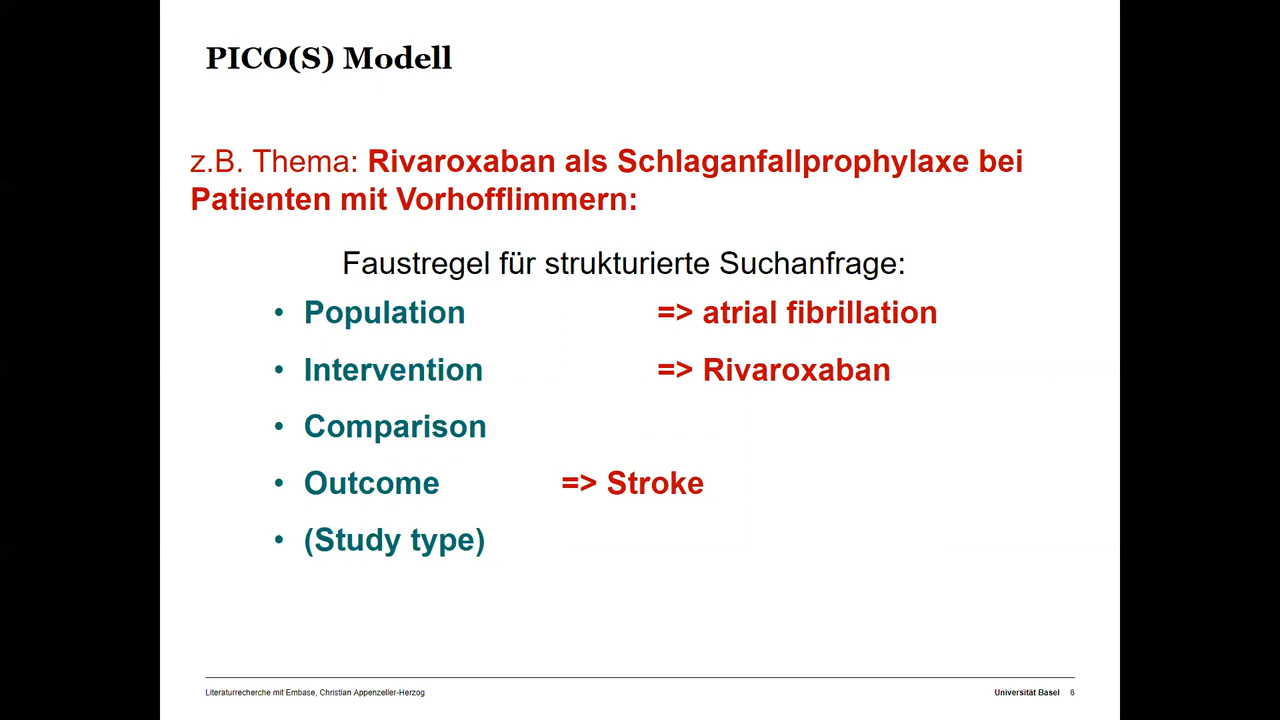 PICO(S) Modell
z.B. Thema: Rivaroxaban als Schlaganfallprophylaxe bei
Patienten mit Vorhofflimmern:
Faustregel für strukturierte Suchanfrage:
• Population => atrial fibrillation
• Intervention => Rivaroxaban
• Comparison
• Outcome => Stroke
• (Study type)
Literaturrecherche mit Embase, Christian Appenzeller-Herzog Universität Basel 6